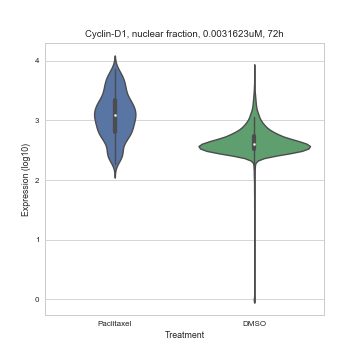 Cyclin-D1, nuclear fraction, 0.0031623uM, 72h
4
3
2
1
0
Expression (log10)
Paclitaxel DMSO
Treatment